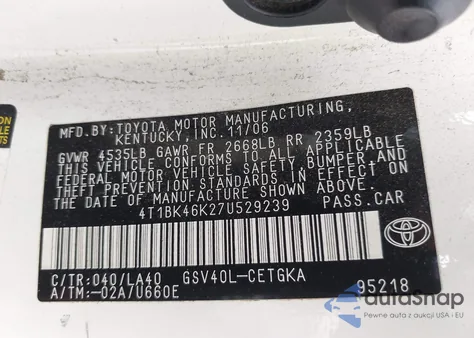 MFD.BY:TOYOTA MOTOR MANUFACTURING,
KENTUCKY, INC. 11/06
GVWR 4535LB GAWR FR 2668LB RR 2359LB
THIS VEHICLE CONFORMS TO ALL APPLICABLE
FEDERAL MOTOR VEHICLE SAFETY, BUMPER, AND
THEFT PREVENTION STANDARDS IN EFFECT ON
THE DATE OF MANUFACTURE SHOWN ABOVE.
4T1BK46K27U529239 PASS.CAR
C/TR:040/LA40 GSV40L-CETGKA
A/TM:-02A/U660E 95218
TOYOTA
autoSnap
Pewne auta z aukcji USA i EU